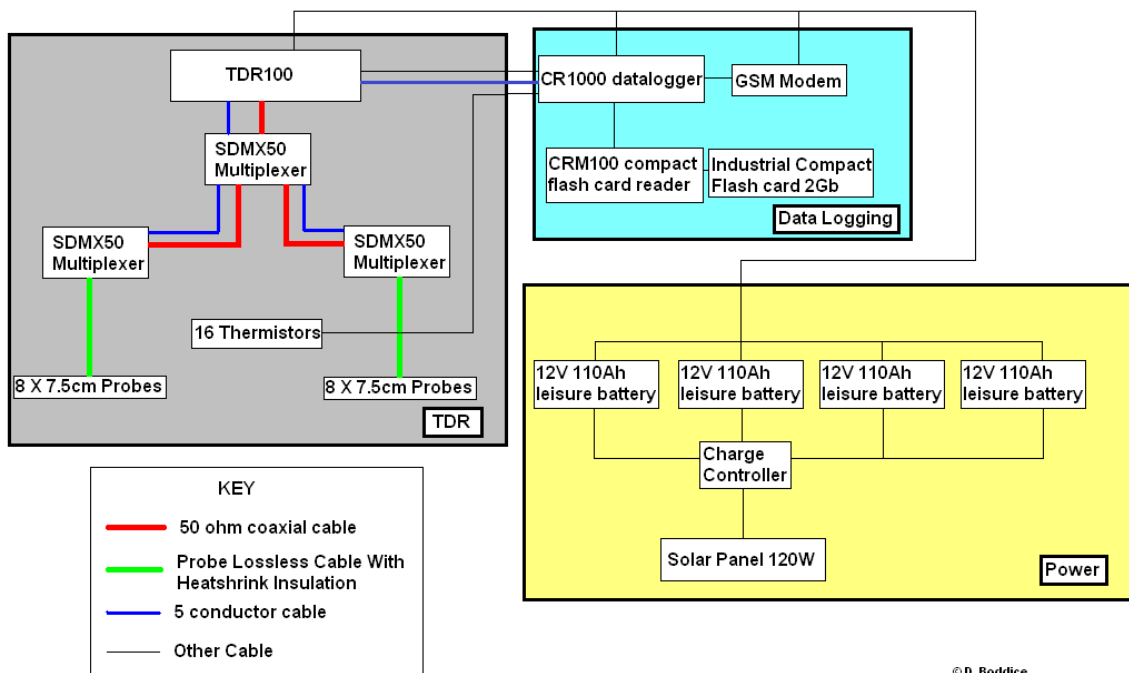 TDR100
SDMX50
Multiplexer
SDMX50
Multiplexer
SDMX50
Multiplexer
16 Thermistors
8 X 7.5cm Probes
8 X 7.5cm Probes
TDR
CR1000 datalogger
GSM Modem
CRM100 compact
flash card reader
Industrial Compact
Flash card 2Gb
Data Logging
12V 110Ah
leisure battery
12V 110Ah
leisure battery
12V 110Ah
leisure battery
12V 110Ah
leisure battery
Charge
Controller
Solar Panel 120W
Power
KEY
50 ohm coaxial cable
Probe Lossless Cable With
Heatshrink Insulation
5 conductor cable
Other Cable
© D. Boddice